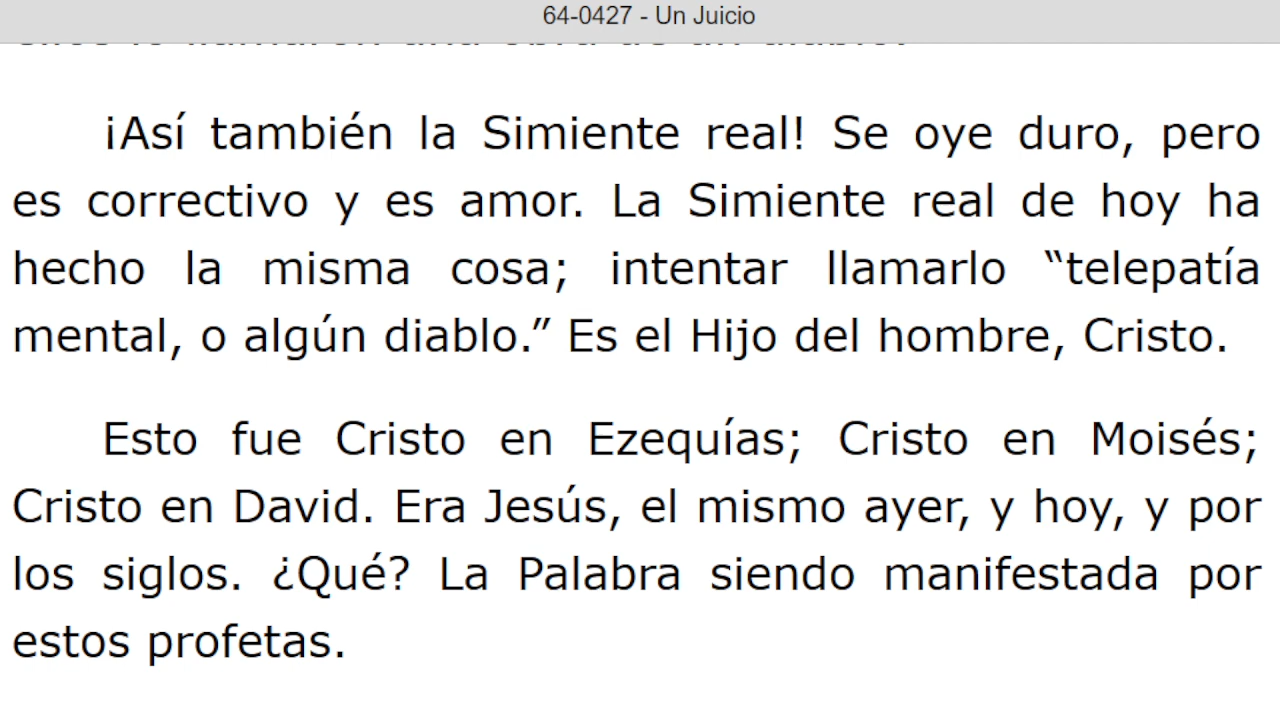 64-0427 - Un Juicio
¡Así también la Simiente real! Se oye duro, pero
es correctivo y es amor. La Simiente real de hoy ha
hecho la misma cosa; intentar llamarlo “telepatía
mental, o algún diablo.” Es el Hijo del hombre, Cristo.
Esto fue Cristo en Ezequías; Cristo en Moisés;
Cristo en David. Era Jesús, el mismo ayer, y hoy, y por
los siglos. ¿Qué? La Palabra siendo manifestada por
estos profetas.